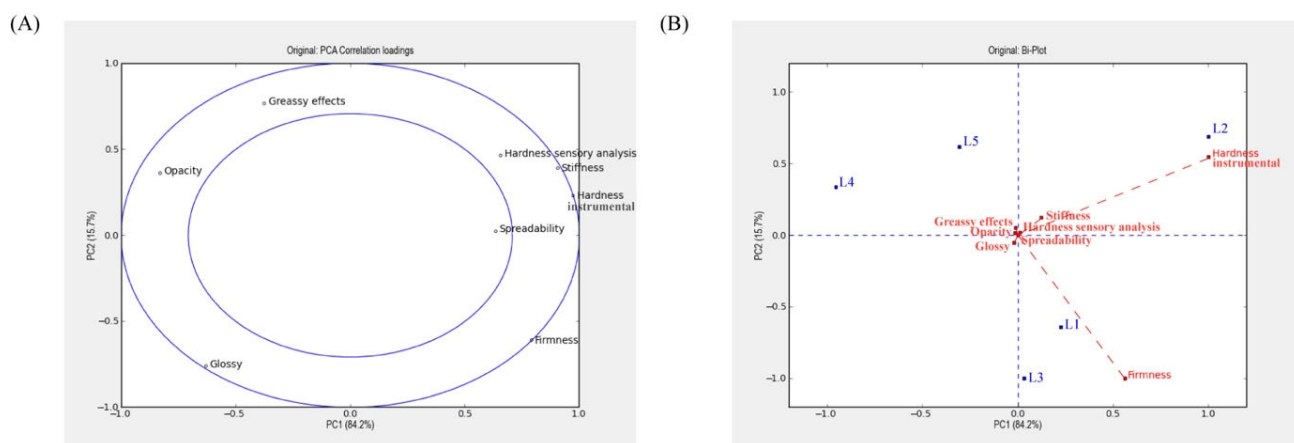 (A)
Original: PCA Correlation loadings
1.0
0.5
0.0
−0.5
−1.0
PC2 (15.7%)
Greassy effects
Hardness sensory analysis
Stiffness
Opacity
Hardness
instrumental
Spreadability
Firmness
Glossy
−1.0
−0.5
0.0
0.5
1.0
PC1 (84.2%)
(B)
Original: Bi-Plot
1.0
0.5
0.0
−0.5
−1.0
PC2 (15.7%)
L2
L5
Hardness
instrumental
L4
Stiffness
Greassy effects
Hardness sensory analysis
Opacity
Spreadability
Glossy
L1
L3
Firmness
−1.0
−0.5
0.0
0.5
1.0
PC1 (84.2%)